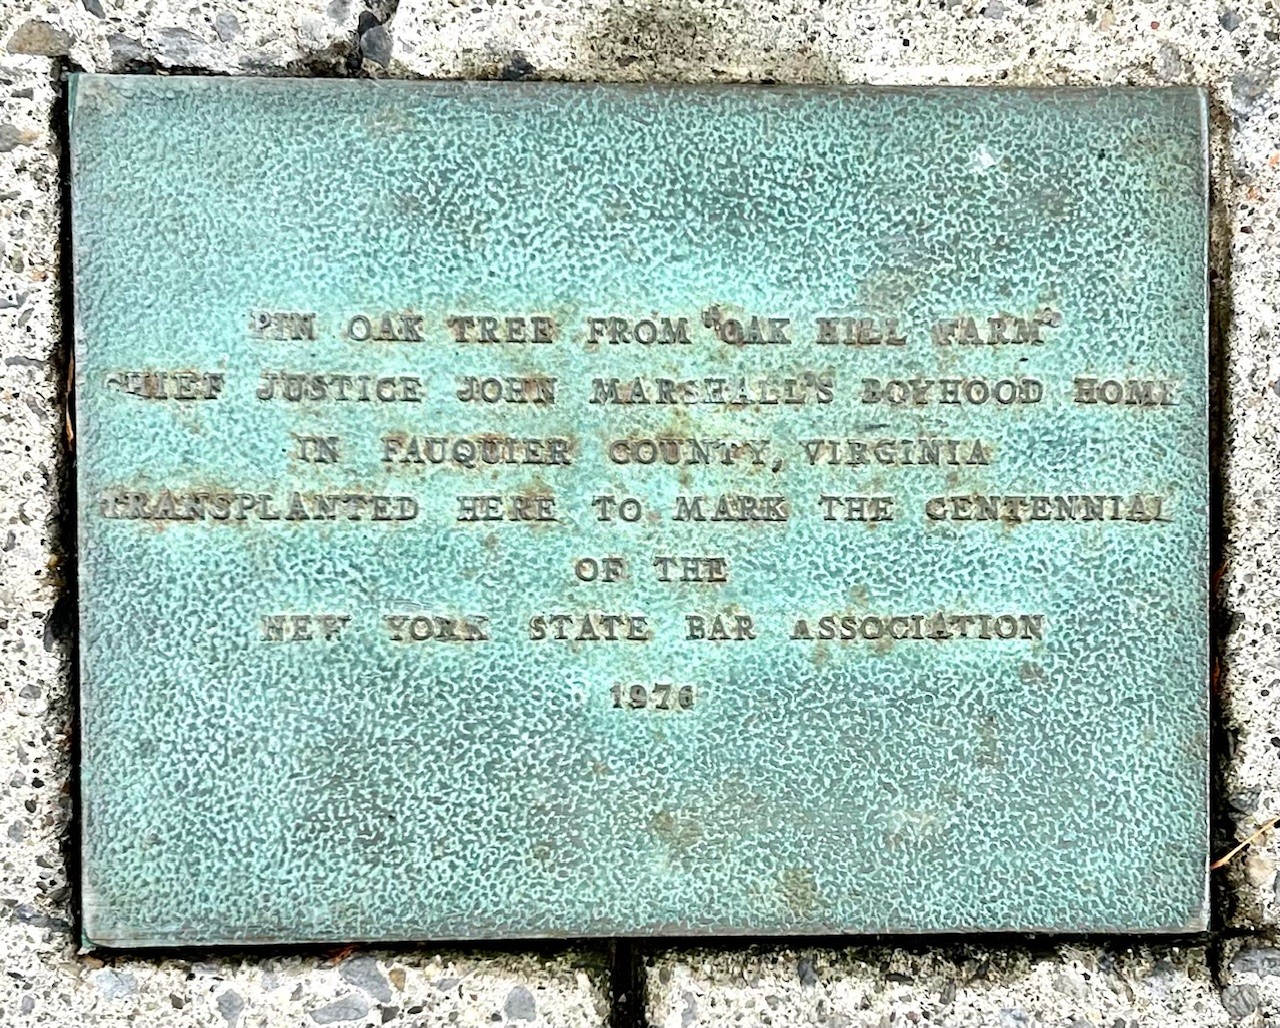 PIN OAK TREE FROM "OAK HILL FARM"
CHIEF JUSTICE JOHN MARSHALL'S BOYHOOD HOME
IN FAUQUIER COUNTY, VIRGINIA
TRANSPLANTED HERE TO MARK THE CENTENNIAL
OF THE
NEW YORK STATE BAR ASSOCIATION
1976